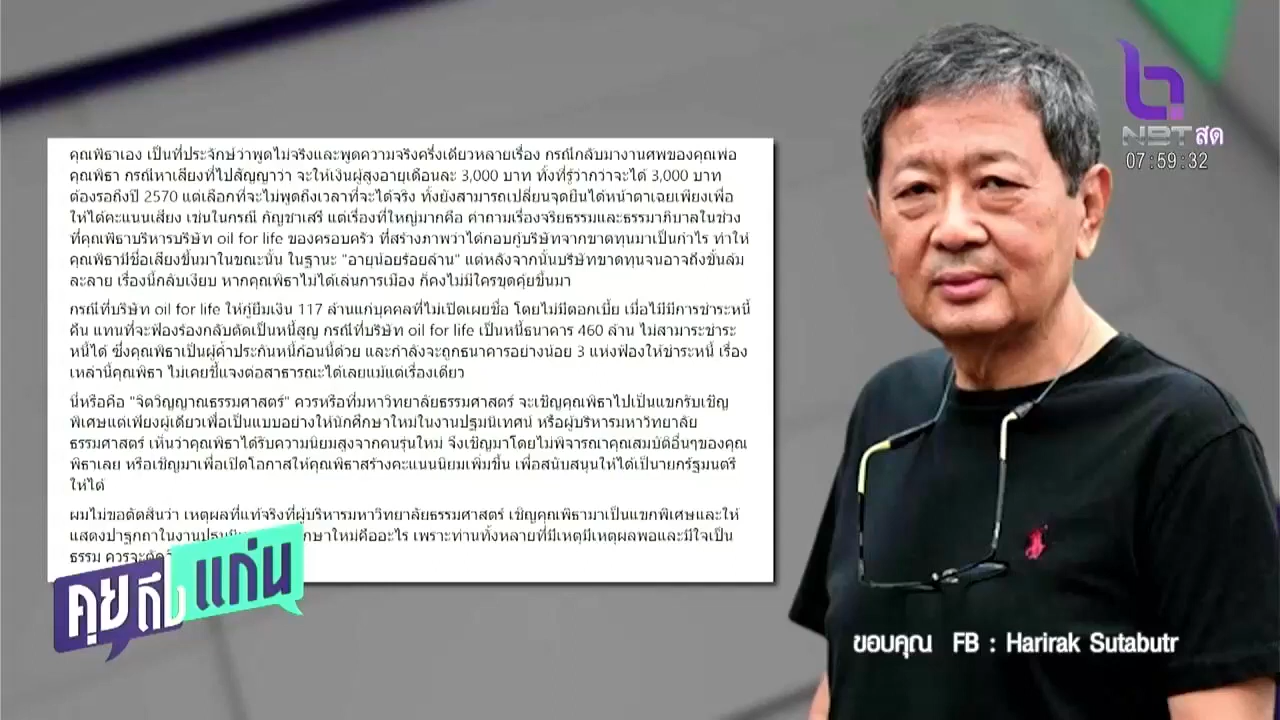 คุณพิธาเอง เป็นที่ประจักษ์ว่าพูดไม่จริงและพูดความจริงครึ่งเดียวหลายเรื่อง กรณีกลับมางานศพของคุณพ่อ
คุณพิธา กรณีหาเสียงที่ไปสัญญาว่า จะให้เงินผู้สูงอายุเดือนละ 3,000 บาท ทั้งที่รู้ว่ากว่าจะได้ 3,000 บาท
ต้องรอถึงปี 2570 แต่เลือกที่จะไม่พูดถึงเวลาที่จะได้จริง ทั้งยังสามารถเปลี่ยนจุดยืนได้หน้าตาเฉยเพียงเพื่อ
ให้ได้คะแนนเสียง เช่นในกรณี กัญชาเสรี แต่เรื่องที่ใหญ่มากคือ คำถามเรื่องจริยธรรมและธรรมาภิบาลในช่วง
ที่คุณพิธาบริหารบริษัท oil for life ของครอบครัว ที่สร้างภาพว่าได้กอบกู้บริษัทจากขาดทุนมาเป็นกำไร ทำให้
คุณพิธามีชื่อเสียงขึ้นมาในขณะนั้น ในฐานะ "อายุน้อยร้อยล้าน" แต่หลังจากนั้นบริษัทขาดทุนจนอาจถึงขั้นล้ม
ละลาย เรื่องนี้กลับเงียบ หากคุณพิธาไม่ได้เล่นการเมือง ก็คงไม่มีใครขุดคุ้ยขึ้นมา
กรณีที่บริษัท oil for life ให้กู้ยืมเงิน 117 ล้านแก่บุคคลที่ไม่เปิดเผยชื่อ โดยไม่มีดอกเบี้ย เมื่อไม่มีการชำระหนี้
คืน แทนที่จะฟ้องร้องกลับตัดเป็นหนี้สูญ กรณีที่บริษัท oil for life เป็นหนี้ธนาคาร 460 ล้าน ไม่สามาระชำระ
หนี้ได้ ซึ่งคุณพิธาเป็นผู้ค้ำประกันหนี้ก่อนนี้ด้วย และกำลังจะถูกธนาคารอย่างน้อย 3 แห่งฟ้องให้ชำระหนี้ เรื่อง
เหล่านี้คุณพิธา ไม่เคยชี้แจงต่อสาธารณะได้เลยแม้แต่เรื่องเดียว
นี่หรือคือ "จิตวิญญาณธรรมศาสตร์" ควรหรือที่มหาวิทยาลัยธรรมศาสตร์ จะเชิญคุณพิธาไปเป็นแขกรับเชิญ
พิเศษแต่เพียงผู้เดียวเพื่อเป็นแบบอย่างให้นักศึกษาใหม่ในงานปฐมนิเทศน์ หรือผู้บริหารมหาวิทยาลัย
ธรรมศาสตร์ เห็นว่าคุณพิธาได้รับความนิยมสูงจากคนรุ่นใหม่ จึงเชิญมาโดยไม่พิจารณาคุณสมบัติอื่นๆของคุณ
พิธาเลย หรือเชิญมาเพื่อเปิดโอกาสให้คุณพิธาสร้างคะแนนนิยมเพิ่มขึ้น เพื่อสนับสนุนให้ได้เป็นายกรัฐมนตรี
ให้ได้
ผมไม่ขอตัดสินว่า เหตุผลที่แท้จริงที่ผู้บริหารมหาวิทยาลัยธรรมศาสตร์ เชิญคุณพิธามาเป็นแขกพิเศษและให้
แสดงปาฐกถาในงาน ใหม่คืออะไร เพราะท่านทั้งหลายที่มีเหตุมีเหตุผลพอและมีใจเป็น
ธรรม ควรจะ
คุยถึงแก่น
NBT สด
07:59:32
ขอบคุณ FB : Harirak Sutabutr